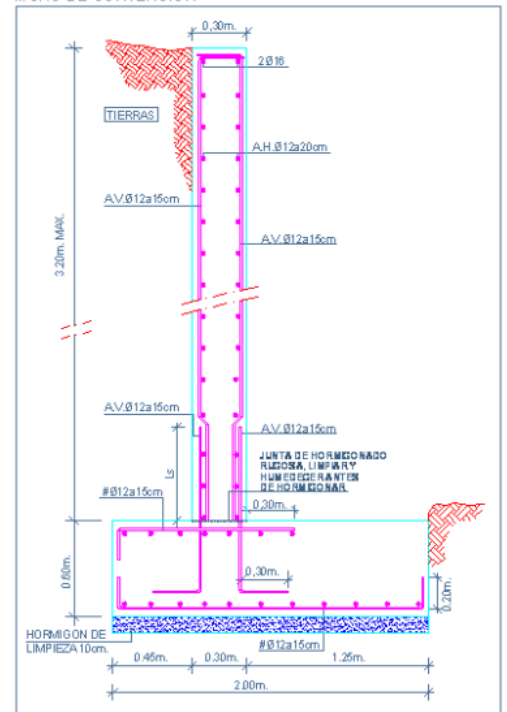 0,30m.
2Ø16
TIERRAS
A.H.Ø12a20cm
A.V.Ø12a15cm
A.V.Ø12a15cm
3.20m. MAX.
A.V.Ø12a15cm
A.V.Ø12a15cm
Ls
JUNTA DE HORMIGONADO
RUGOSA, LIMPIAR Y
HUMEDECER ANTES
DE HORMIGONAR
#Ø12a15cm
0,30m.
0.60m.
0,30m.
0.20m.
HORMIGON DE
LIMPIEZA 10cm.
#Ø12a15cm
0.45m.
0.30m.
1.25m.
2.00m.